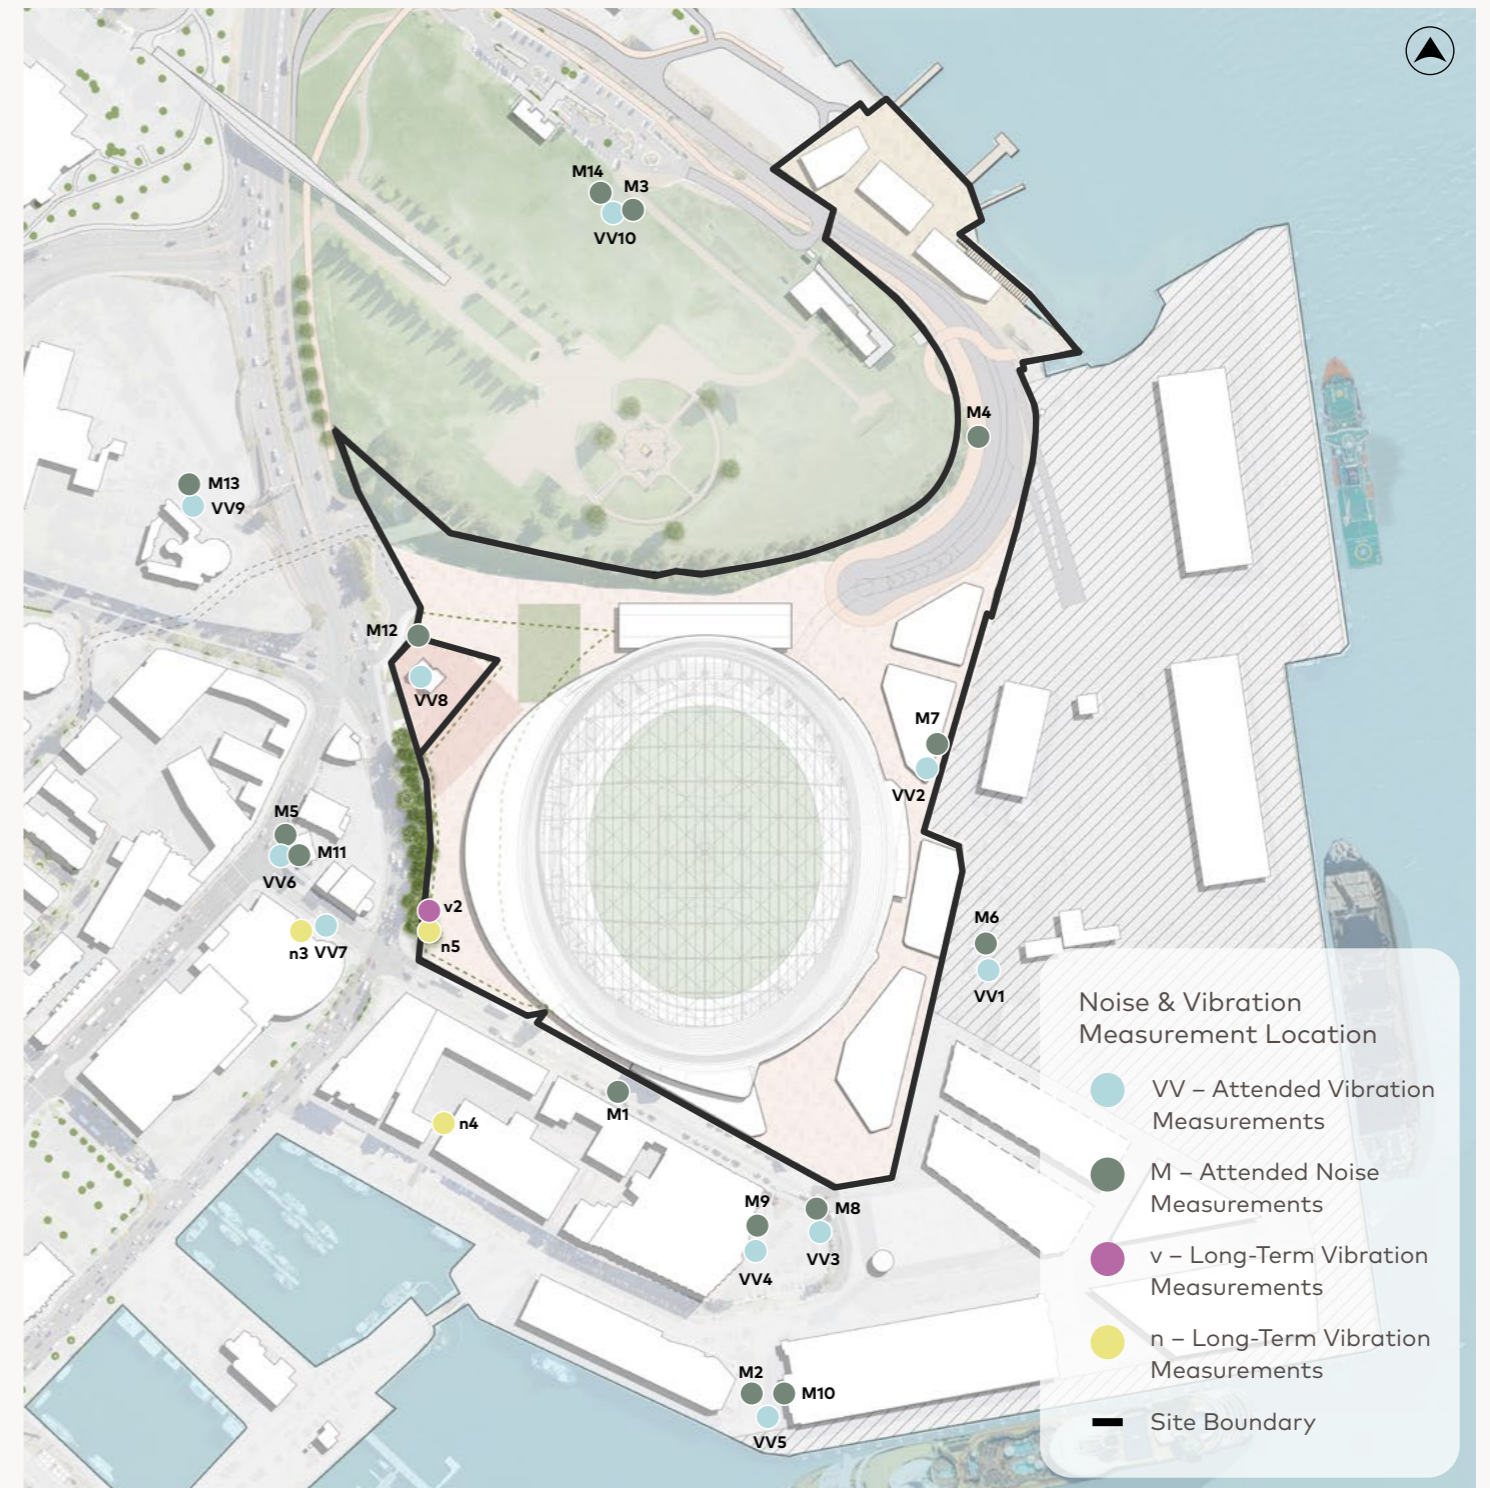 M14
M3
VV10
M4
M13
VV9
M12
VV8
M7
VV2
M5
M11
VV6
v2
n5
n3 VV7
M6
VV1
M1
n4
M9
M8
VV3
VV4
M2
M10
VV5
Noise & Vibration
Measurement Location
VV – Attended Vibration
Measurements
M – Attended Noise
Measurements
v – Long-Term Vibration
Measurements
n – Long-Term Vibration
Measurements
Site Boundary